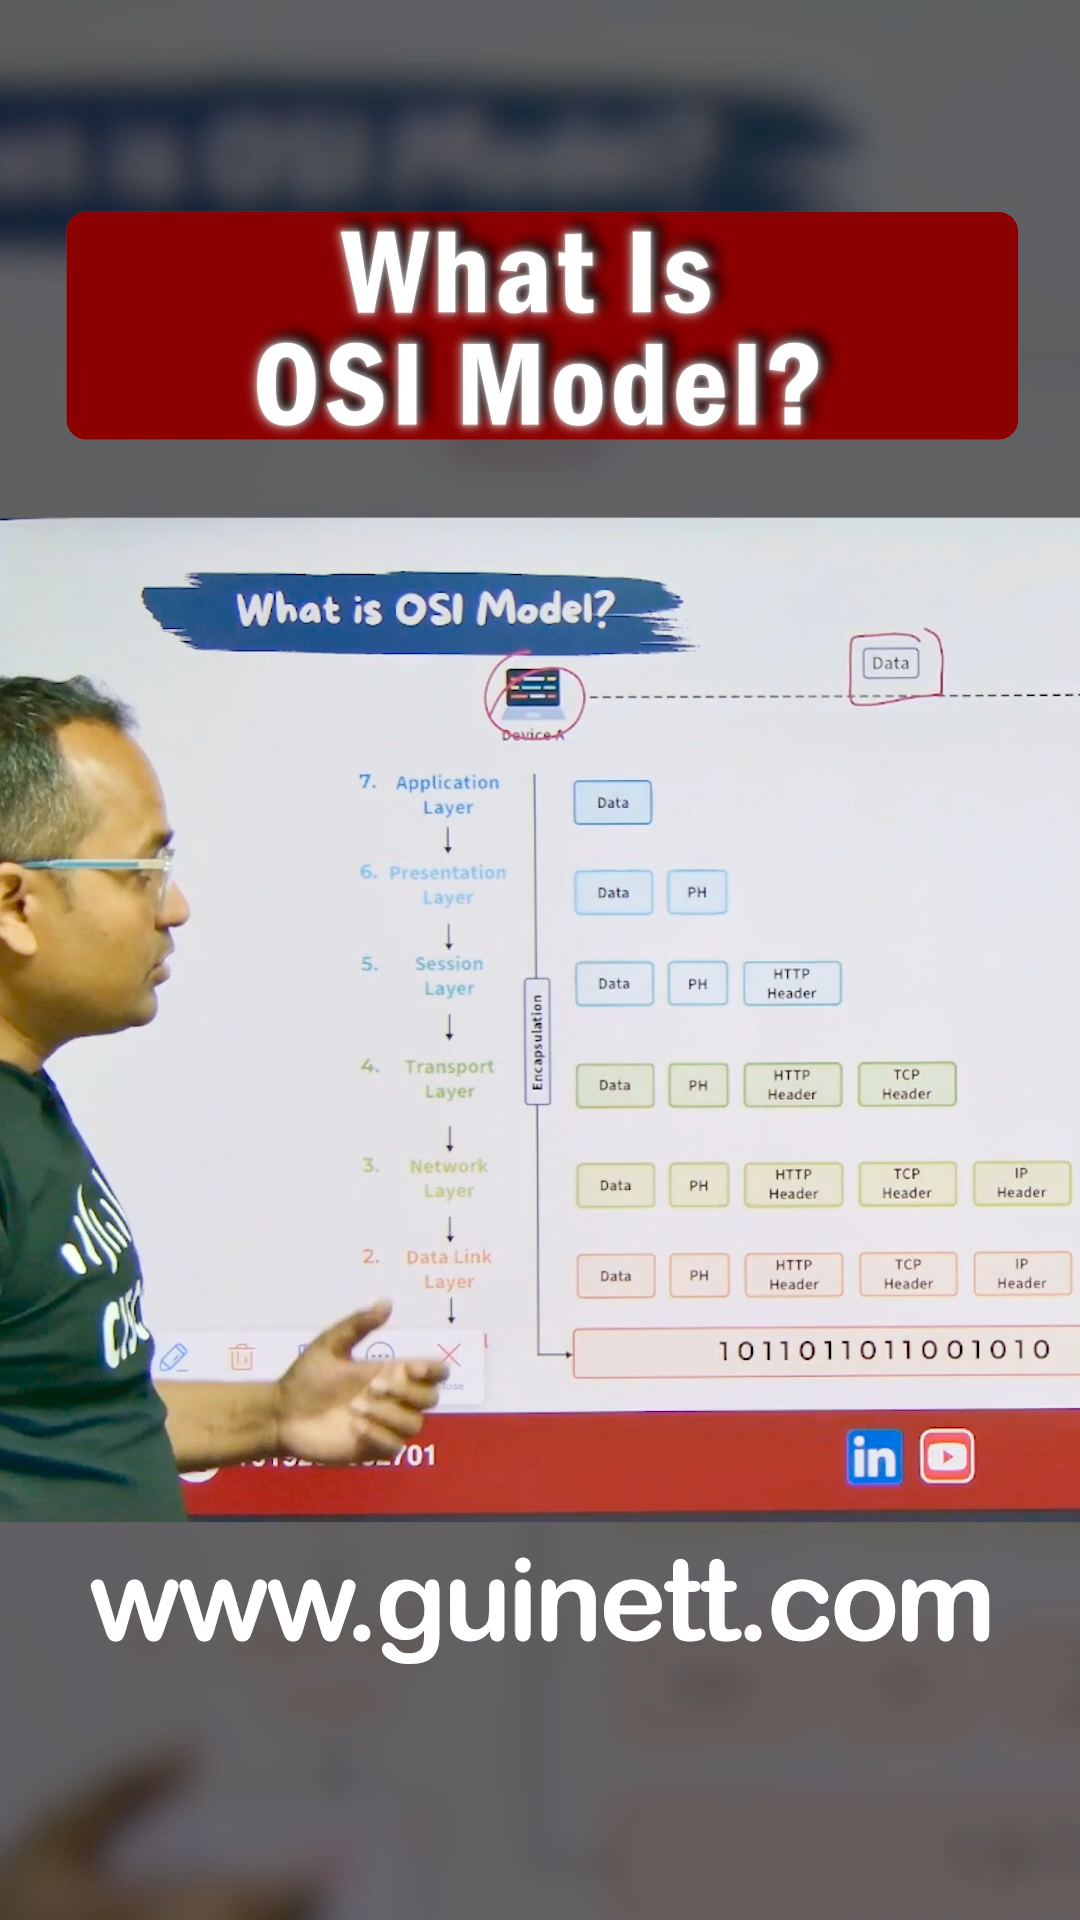 What Is
OSI Model?
What is OSI Model?
Data
Device A
7. Application
Layer
Data
6. Presentation
Layer
Data
PH
5. Session
Layer
Data
PH
HTTP
Header
Encapsulation
4. Transport
Layer
Data
PH
HTTP
Header
TCP
Header
3. Network
Layer
Data
PH
HTTP
Header
TCP
Header
IP
Header
2. Data Link
Layer
Data
PH
HTTP
Header
TCP
Header
IP
Header
1011011011001010
701
in
www.guinett.com